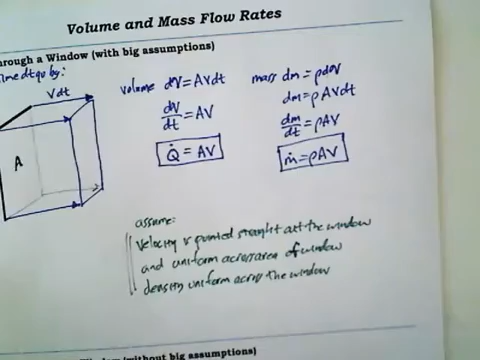 Volume and Mass Flow Rates
hrough a Window (with big assumptions)
time dt go by:
Vdt
A
volume dV = AVdt
dV/dt = AV
Q̇ = AV
mass dm = ρdV
dm = ρAVdt
dm/dt = ρAV
ṁ = ρAV
assume:
velocity is pointed straight at the window
and uniform across area of window
density uniform across the window
Window (without big assumptions)